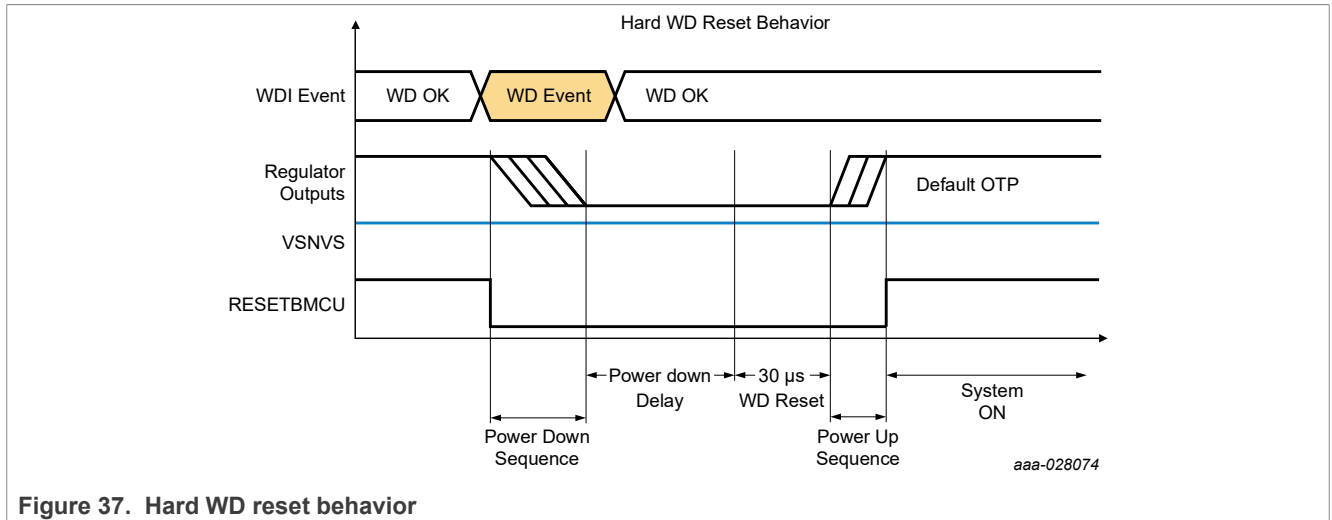 Hard WD Reset Behavior
WDI Event
WD OK
WD Event
WD OK
Regulator
Outputs
Default OTP
VSNVS
RESETBMCU
Power down
Delay
30 µs
WD Reset
System
ON
Power Down
Sequence
Power Up
Sequence
aaa-028074
Figure 37. Hard WD reset behavior